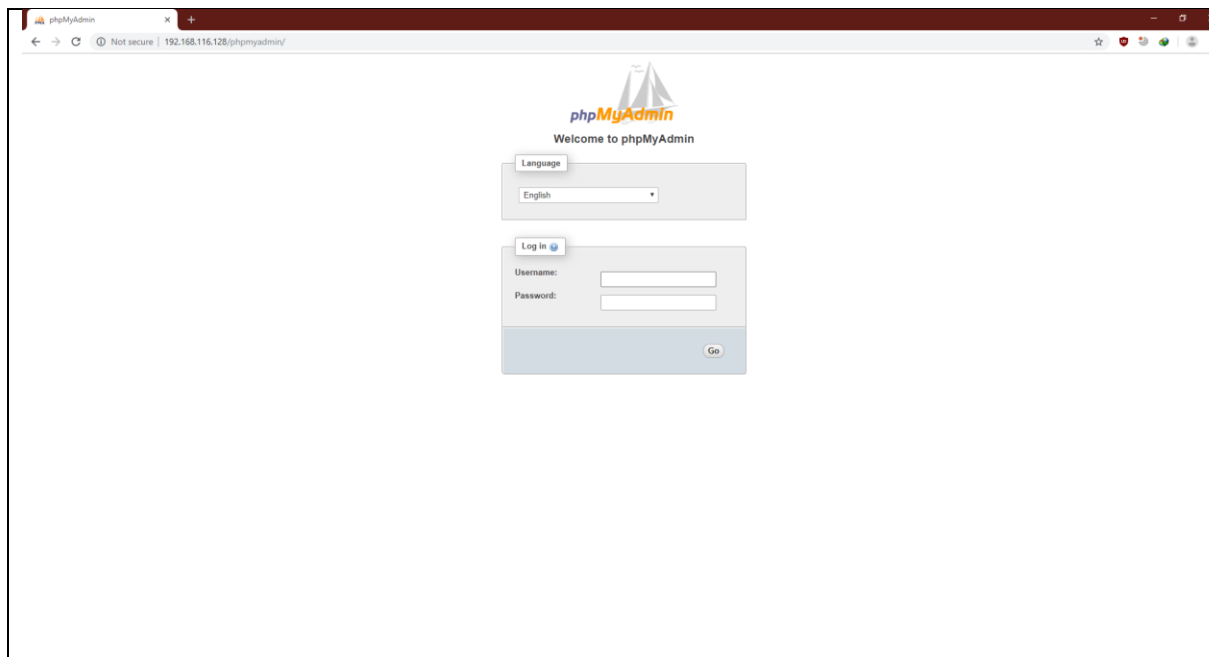 phpMyAdmin
Not secure | 192.168.116.128/phpmyadmin/
phpMyAdmin
Welcome to phpMyAdmin
Language
English
Log in
Username:
Password:
Go